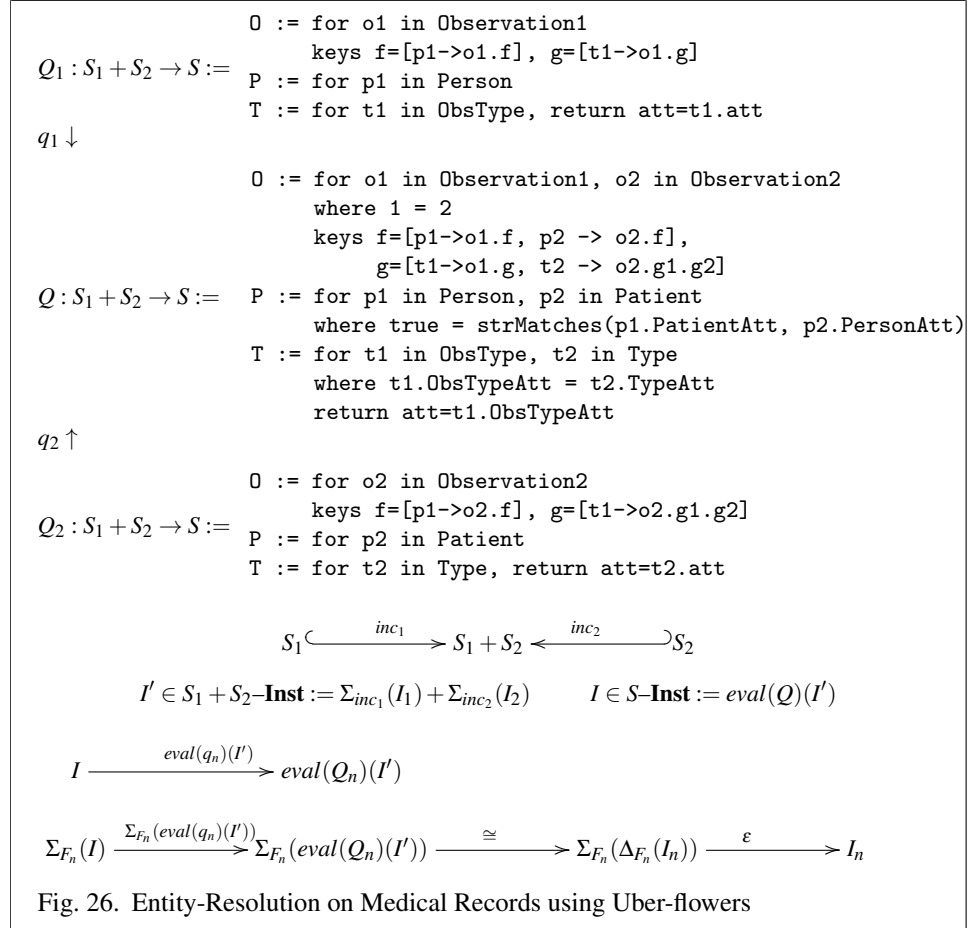 O := for o1 in Observation1
keys f=[p1->o1.f], g=[t1->o1.g]
Q₁ : S₁ + S₂ → S :=
P := for p1 in Person
T := for t1 in ObsType, return att=t1.att
q₁ ↓
O := for o1 in Observation1, o2 in Observation2
where 1 = 2
keys f=[p1->o1.f, p2 -> o2.f],
g=[t1->o1.g, t2 -> o2.g1.g2]
Q : S₁ + S₂ → S := P := for p1 in Person, p2 in Patient
where true = strMatches(p1.PatientAtt, p2.PersonAtt)
T := for t1 in ObsType, t2 in Type
where t1.ObsTypeAtt = t2.TypeAtt
return att=t1.ObsTypeAtt
q₂ ↑
O := for o2 in Observation2
keys f=[p1->o2.f], g=[t1->o2.g1.g2]
Q₂ : S₁ + S₂ → S :=
P := for p2 in Patient
T := for t2 in Type, return att=t2.att
S₁ inc₁ S₁ + S₂ inc₂ S₂
I′ ∈ S₁ + S₂–Inst := Σ_{inc₁}(I₁) + Σ_{inc₂}(I₂) I ∈ S–Inst := eval(Q)(I′)
I eval(qₙ)(I′) eval(Qₙ)(I′)
Σ_{Fₙ}(I) Σ_{Fₙ}(eval(qₙ)(I′)) Σ_{Fₙ}(eval(Qₙ)(I′)) ≅ Σ_{Fₙ}(Δ_{Fₙ}(Iₙ)) ε Iₙ
Fig. 26. Entity-Resolution on Medical Records using Uber-flowers